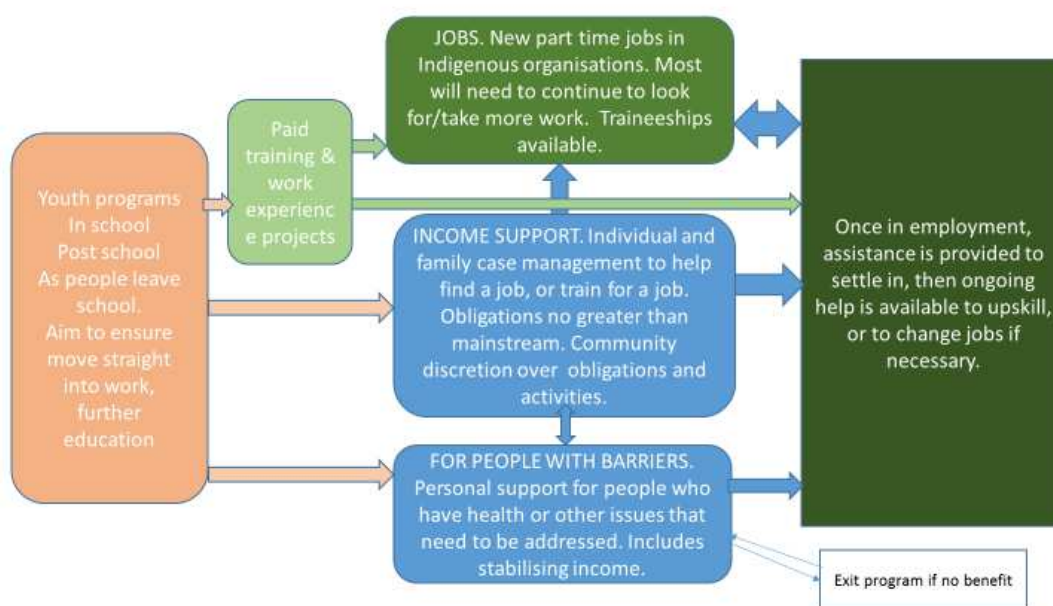 JOBS. New part time jobs in
Indigenous organisations. Most
will need to continue to look
for/take more work.  Traineeships
available.
Paid
training &
work
experienc
e projects
Youth programs
In school
Post school
As people leave
school.
Aim to ensure
move straight
into work,
further
education
INCOME SUPPORT. Individual and
family case management to help
find a job, or train for a job.
Obligations no greater than
mainstream. Community
discretion over  obligations and
activities.
Once in employment,
assistance is provided to
settle in, then ongoing
help is available to upskill,
or to change jobs if
necessary.
FOR PEOPLE WITH BARRIERS.
Personal support for people who
have health or other issues that
need to be addressed. Includes
stabilising income.
Exit program if no benefit